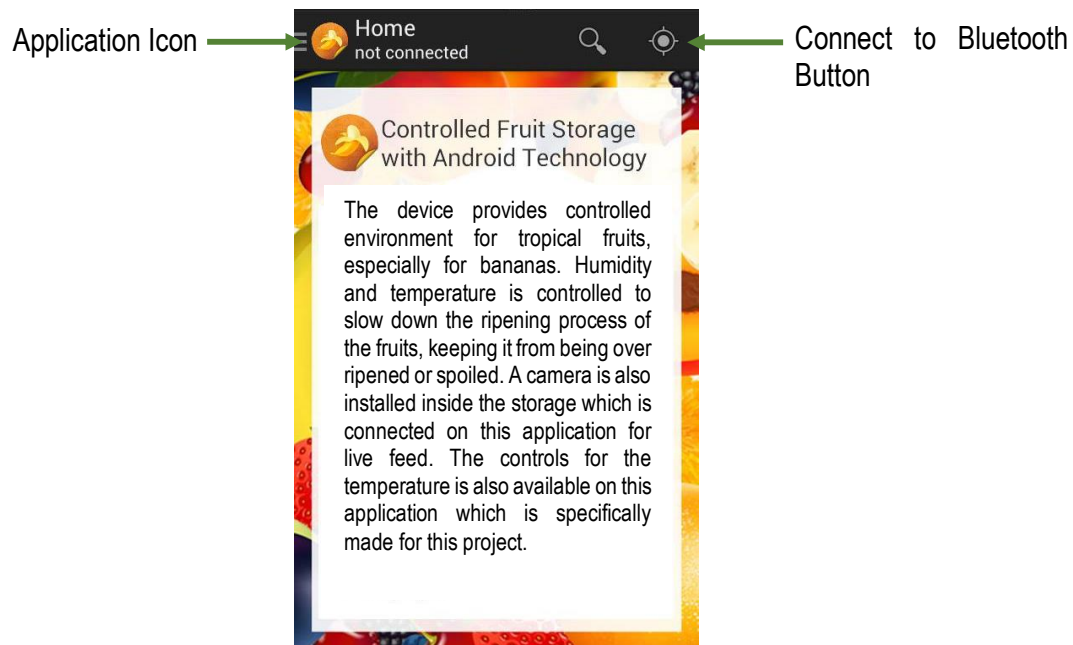 Application Icon
Home
not connected
Connect to Bluetooth
Button
Controlled Fruit Storage
with Android Technology
The device provides controlled
environment for tropical fruits,
especially for bananas. Humidity
and temperature is controlled to
slow down the ripening process of
the fruits, keeping it from being over
ripened or spoiled. A camera is also
installed inside the storage which is
connected on this application for
live feed. The controls for the
temperature is also available on this
application which is specifically
made for this project.